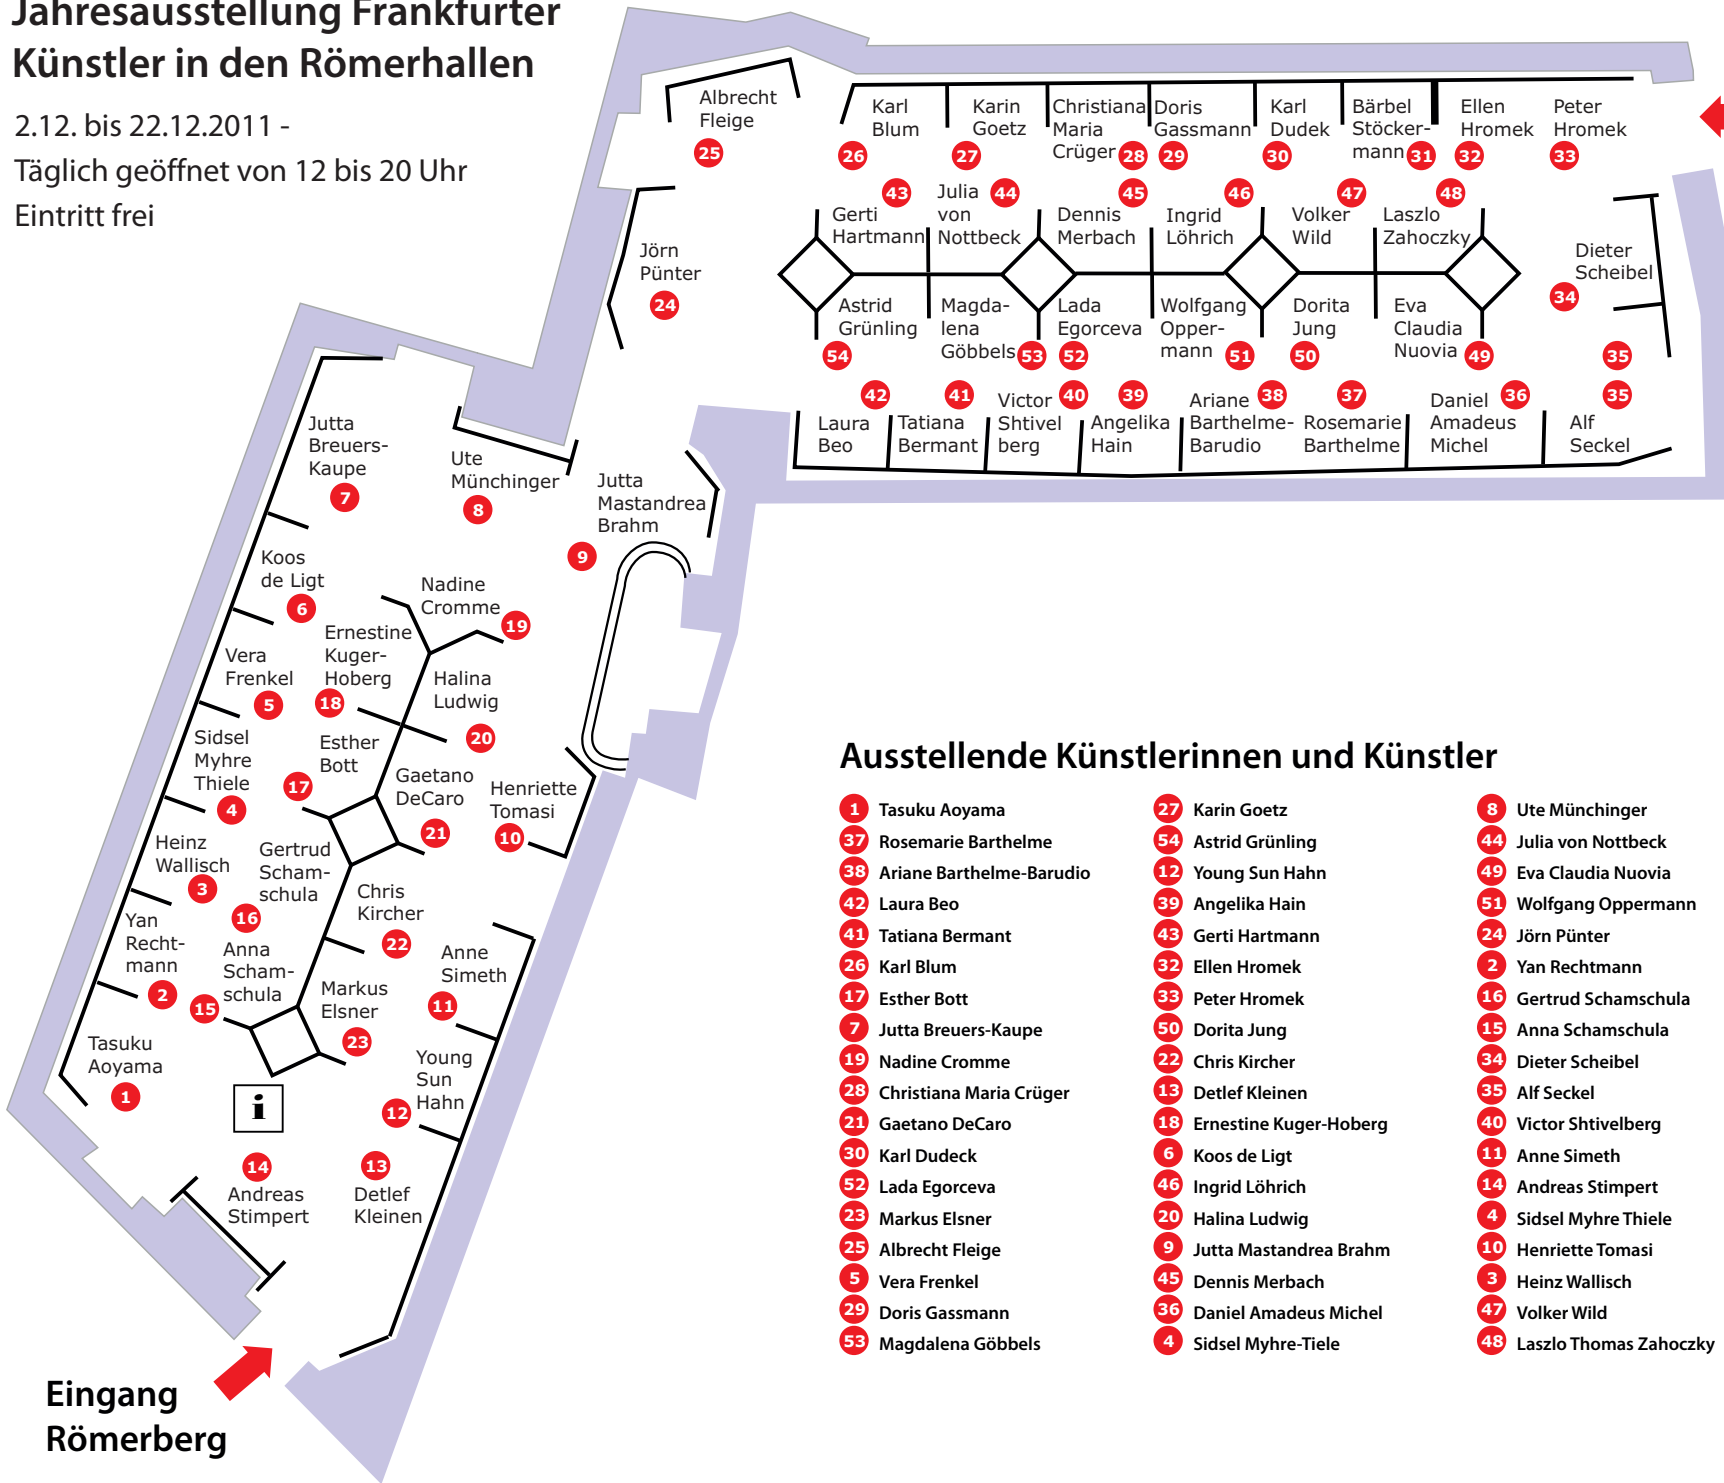 Jahresausstellung Frankfurter
Künstler in den Römerhallen
2.12. bis 22.12.2011 -
Täglich geöffnet von 12 bis 20 Uhr
Eintritt frei
Albrecht
Fleige
25
Karl
Blum
26
Karin
Goetz
27
Christiana
Maria
Crüger 28
Doris
Gassmann
29
Karl
Dudek
30
Bärbel
Stöcker-
mann 31
Ellen
Hromek
32
Peter
Hromek
33
43
Gerti
Hartmann
Julia 44
von
Nottbeck
45
Dennis
Merbach
46
Ingrid
Löhrich
47
Volker
Wild
48
Laszlo
Zahoczky
Dieter
Scheibel
34
Jörn
Pünter
24
Astrid
Grünling
54
Magda-
lena
Göbbels 53
Lada
Egorceva
52
Wolfgang
Opper-
mann 51
Dorita
Jung
50
Eva
Claudia
Nuovia 49
35
35
Alf
Seckel
42
Laura
Beo
41
Tatiana
Bermant
Victor 40
Shtivel
berg
39
Angelika
Hain
Ariane 38
Barthelme-
Barudio
37
Rosemarie
Barthelme
Daniel 36
Amadeus
Michel
Jutta
Breuers-
Kaupe
7
Ute
Münchinger
8
Jutta
Mastandrea
Brahm
9
Koos
de Ligt
6
Nadine
Cromme
19
Ernestine
Kuger-
Hoberg
18
Vera
Frenkel
5
Halina
Ludwig
20
Sidsel
Myhre
Thiele
4
Esther
Bott
17
Gaetano
DeCaro
21
Henriette
Tomasi
10
Heinz
Wallisch
3
Gertrud
Scham-
schula
16
Chris
Kircher
22
Yan
Recht-
mann
2
Anna
Scham-
schula
15
Markus
Elsner
23
Anne
Simeth
11
Tasuku
Aoyama
1
Young
Sun
Hahn
12
i
14
Andreas
Stimpert
13
Detlef
Kleinen
Eingang
Römerberg
Ausstellende Künstlerinnen und Künstler
1 Tasuku Aoyama
37 Rosemarie Barthelme
38 Ariane Barthelme-Barudio
42 Laura Beo
41 Tatiana Bermant
26 Karl Blum
17 Esther Bott
7 Jutta Breuers-Kaupe
19 Nadine Cromme
28 Christiana Maria Crüger
21 Gaetano DeCaro
30 Karl Dudeck
52 Lada Egorceva
23 Markus Elsner
25 Albrecht Fleige
5 Vera Frenkel
29 Doris Gassmann
53 Magdalena Göbbels
27 Karin Goetz
54 Astrid Grünling
12 Young Sun Hahn
39 Angelika Hain
43 Gerti Hartmann
32 Ellen Hromek
33 Peter Hromek
50 Dorita Jung
22 Chris Kircher
13 Detlef Kleinen
18 Ernestine Kuger-Hoberg
6 Koos de Ligt
46 Ingrid Löhrich
20 Halina Ludwig
9 Jutta Mastandrea Brahm
45 Dennis Merbach
36 Daniel Amadeus Michel
4 Sidsel Myhre-Tiele
8 Ute Münchinger
44 Julia von Nottbeck
49 Eva Claudia Nuovia
51 Wolfgang Oppermann
24 Jörn Pünter
2 Yan Rechtmann
16 Gertrud Schamschula
15 Anna Schamschula
34 Dieter Scheibel
35 Alf Seckel
40 Victor Shtivelberg
11 Anne Simeth
14 Andreas Stimpert
4 Sidsel Myhre Thiele
10 Henriette Tomasi
3 Heinz Wallisch
47 Volker Wild
48 Laszlo Thomas Zahoczky